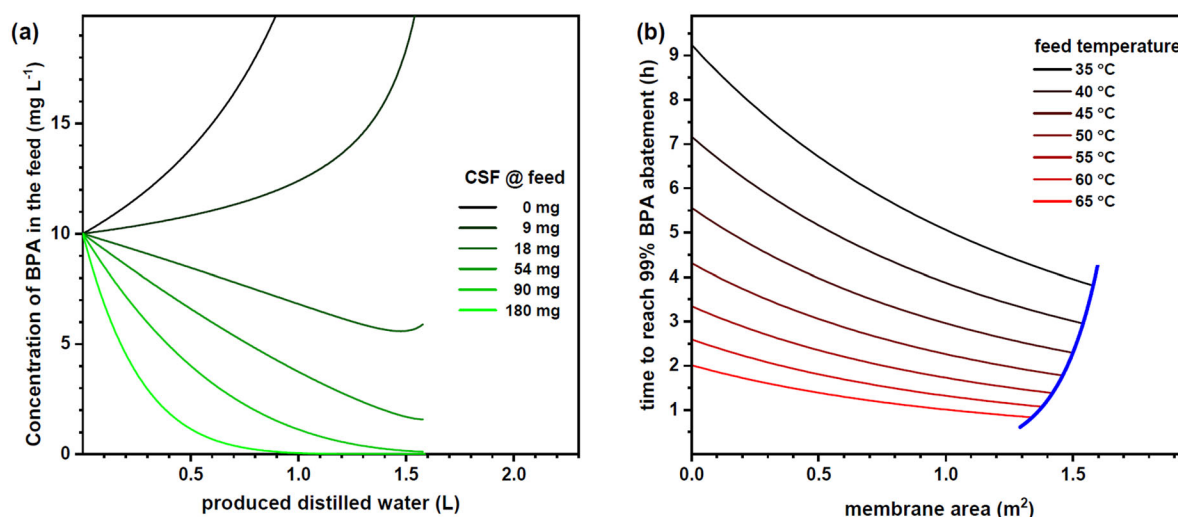 (a)
Concentration of BPA in the feed (mg L⁻¹)
15
10
5
0
0.5
1.0
1.5
2.0
produced distilled water (L)
CSF @ feed
0 mg
9 mg
18 mg
54 mg
90 mg
180 mg
(b)
time to reach 99% BPA abatement (h)
9
8
7
6
5
4
3
2
1
0.0
0.5
1.0
1.5
membrane area (m²)
feed temperature
35 °C
40 °C
45 °C
50 °C
55 °C
60 °C
65 °C